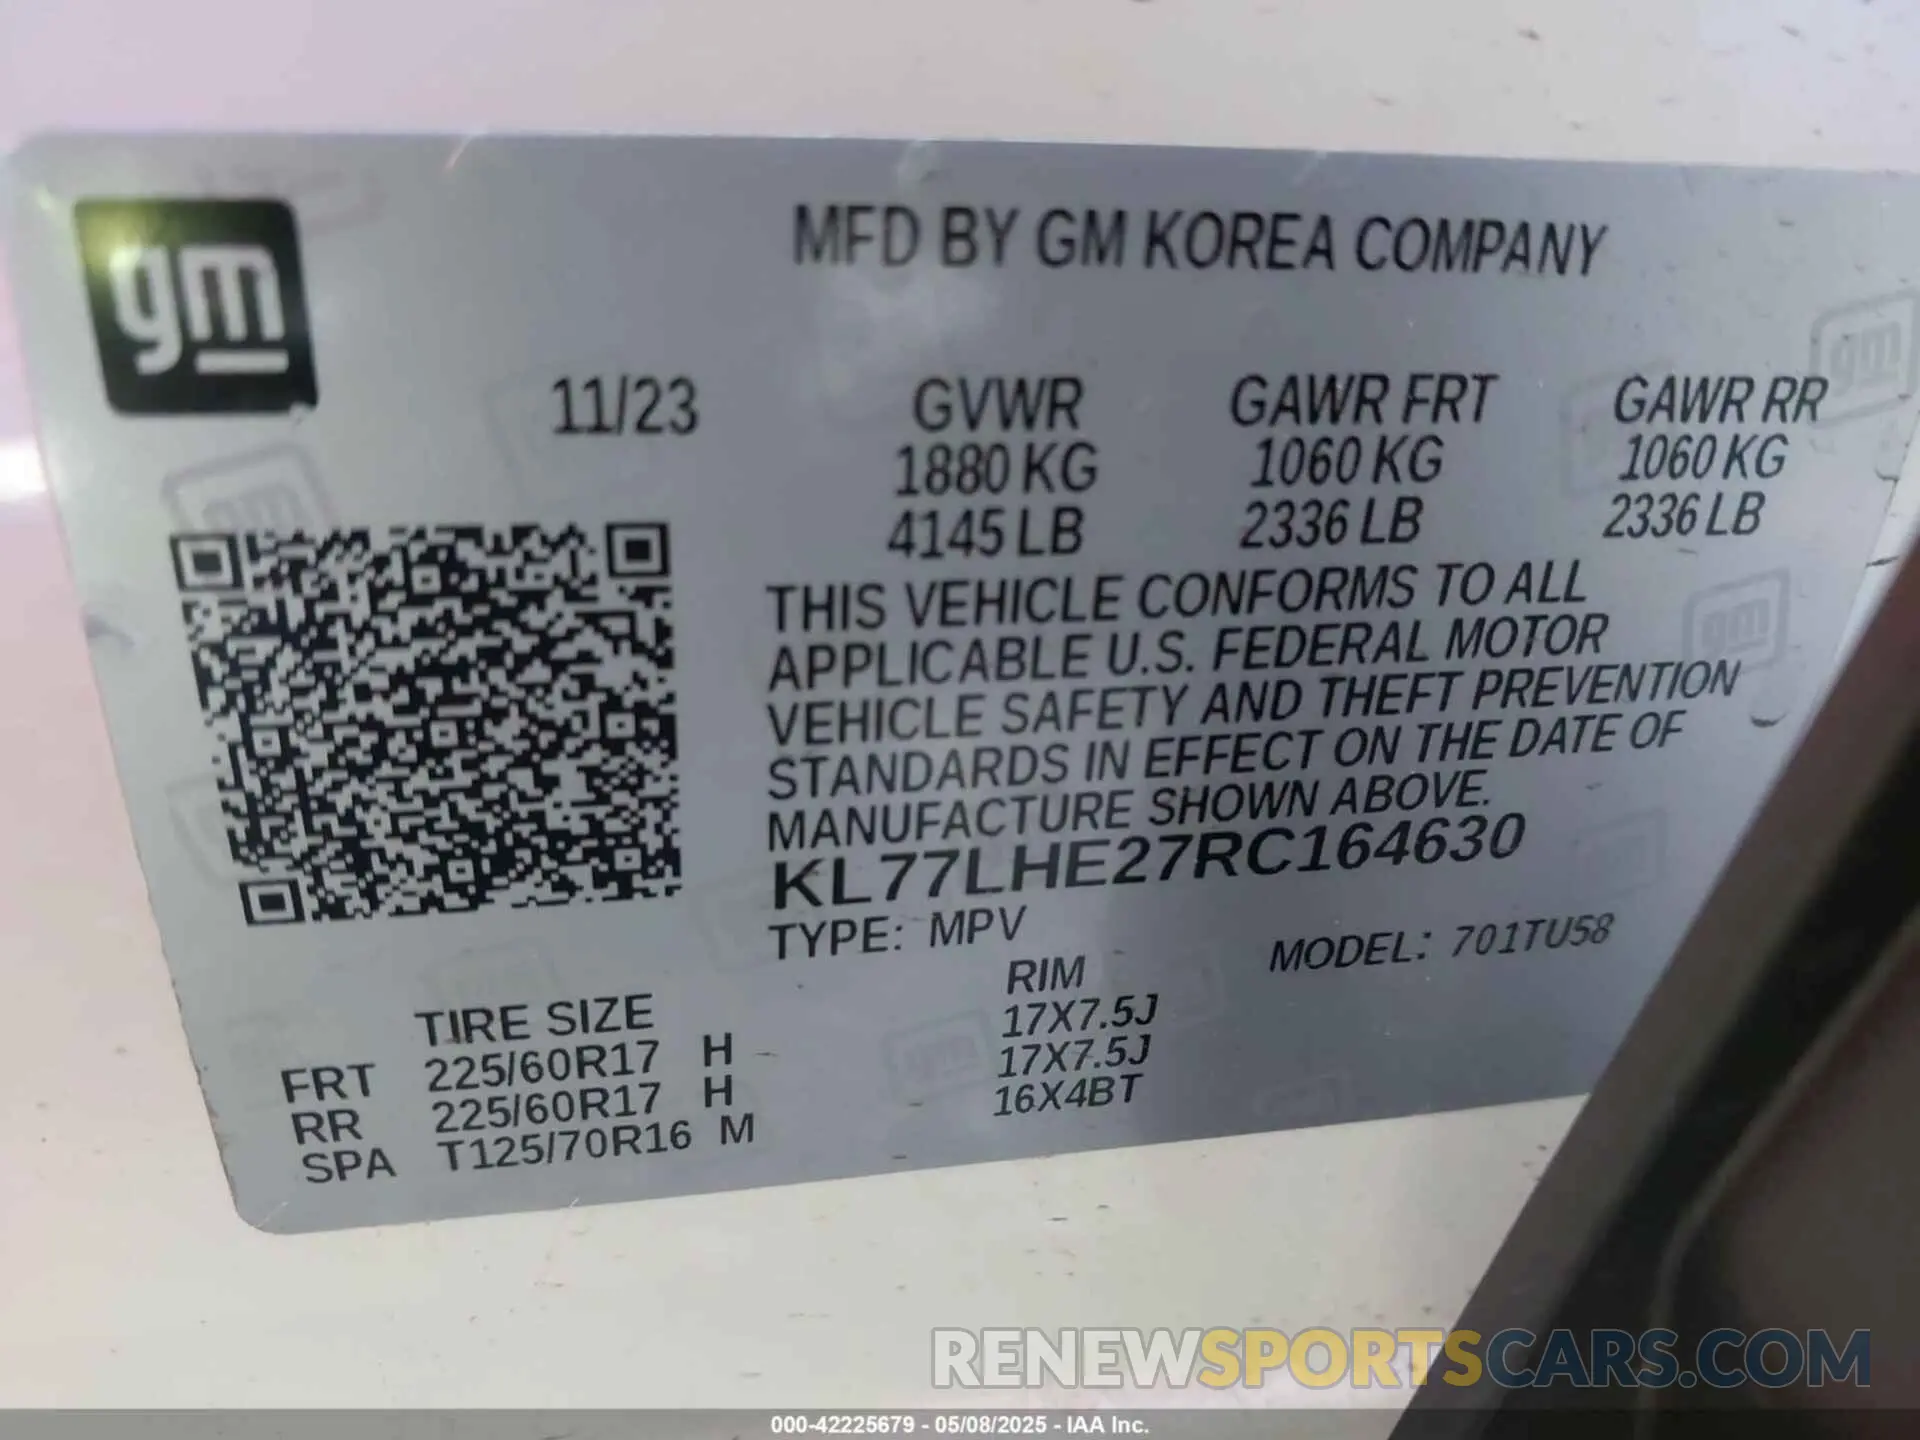 gm
MFD BY GM KOREA COMPANY
11/23
GVWR GAWR FRT GAWR RR
1880 KG 1060 KG 1060 KG
4145 LB 2336 LB 2336 LB
THIS VEHICLE CONFORMS TO ALL
APPLICABLE U.S. FEDERAL MOTOR
VEHICLE SAFETY AND THEFT PREVENTION
STANDARDS IN EFFECT ON THE DATE OF
MANUFACTURE SHOWN ABOVE.
KL77LHE27RC164630
TYPE: MPV MODEL: 701TU58
TIRE SIZE RIM
FRT 225/60R17 H 17X7.5J
RR 225/60R17 H 17X7.5J
SPA T125/70R16 M 16X4BT
RENEWSPORTSCARS.COM
000-42225679 - 05/08/2025 - IAA Inc.